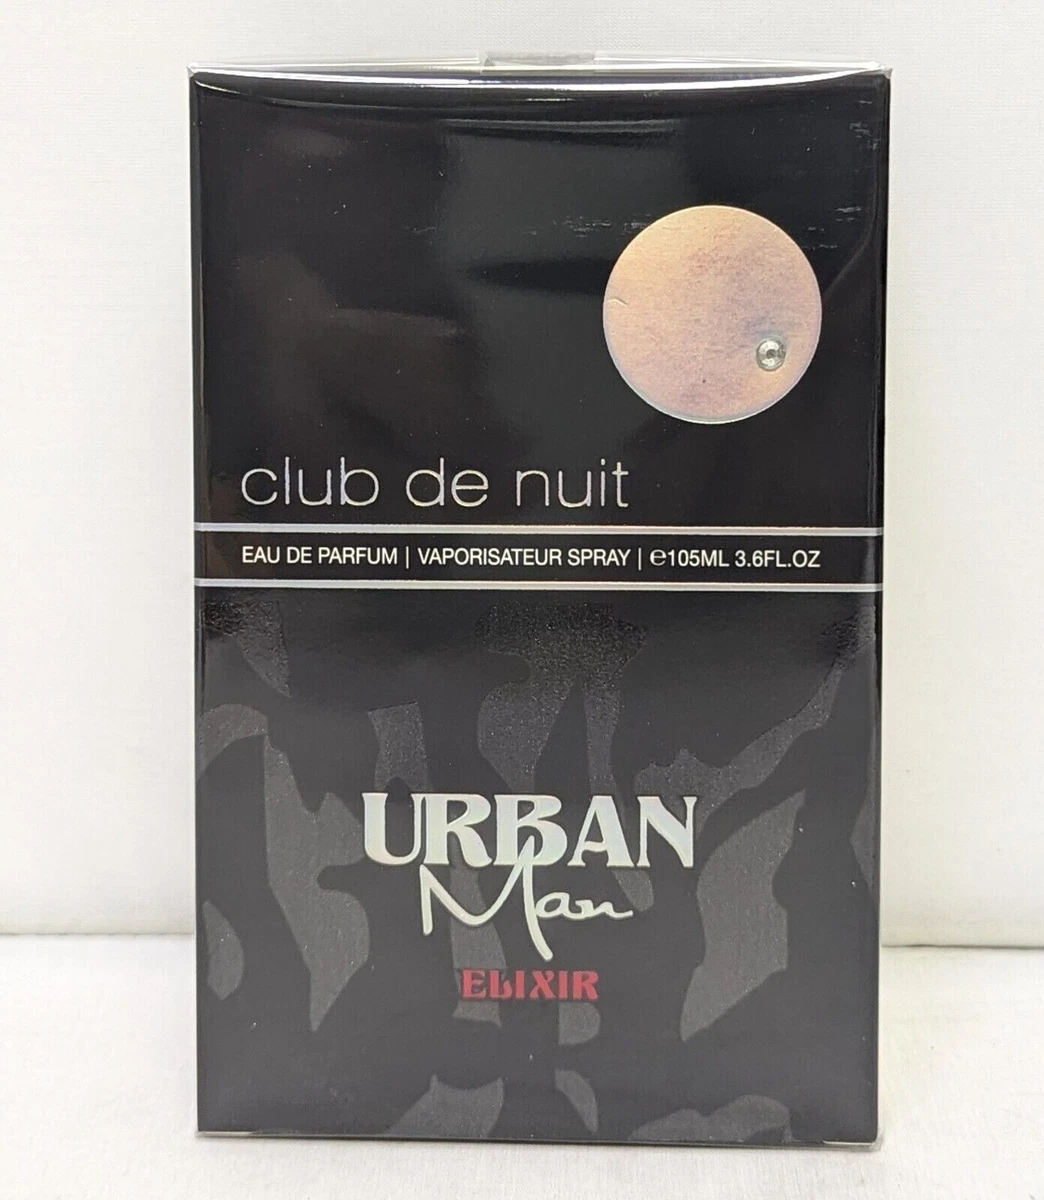 club de nuit
EAU DE PARFUM | VAPORISATEUR SPRAY | ℮105ML 3.6FL.OZ
URBAN
Man
ELIXIR